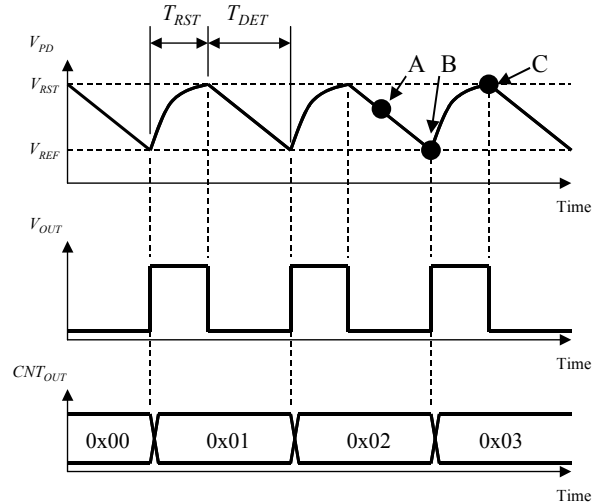 T_RST T_DET
V_PD
V_RST
A B C
V_REF
Time
V_OUT
Time
CNT_OUT
0x00 0x01 0x02 0x03
Time